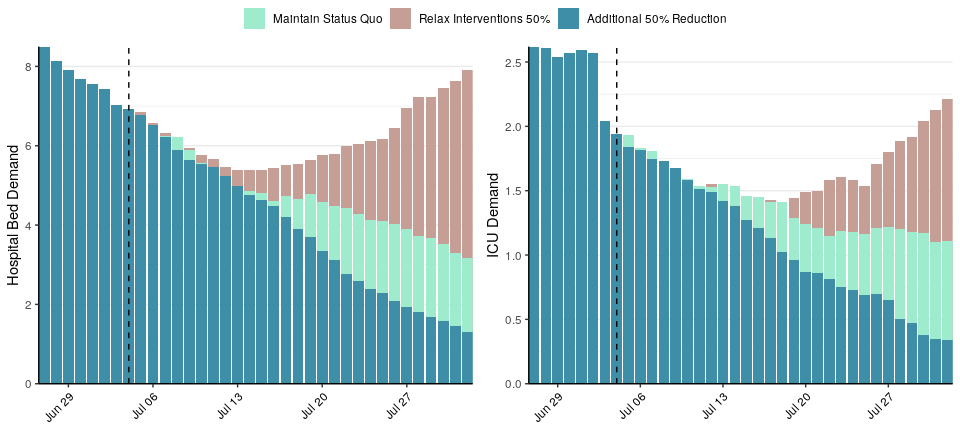 Maintain Status Quo Relax Interventions 50% Additional 50% Reduction
Hospital Bed Demand
8
6
4
2
0
Jun 29 Jul 06 Jul 13 Jul 20 Jul 27
ICU Demand
2.5
2.0
1.5
1.0
0.5
0.0
Jun 29 Jul 06 Jul 13 Jul 20 Jul 27